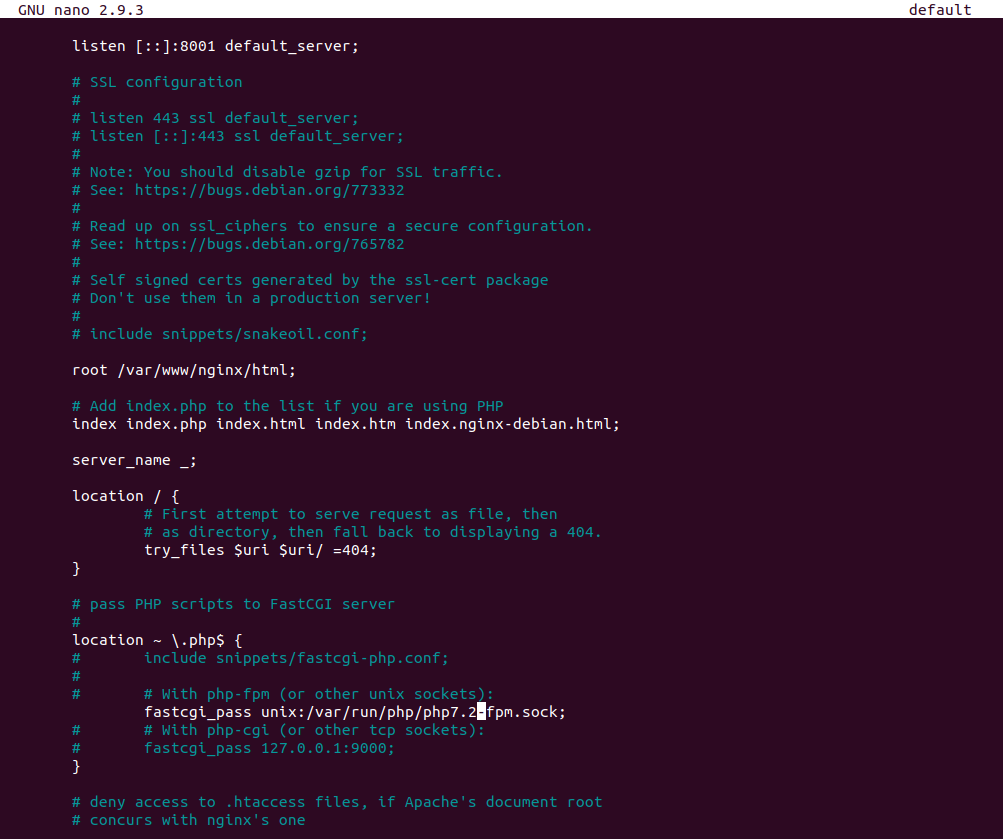 GNU nano 2.9.3 default
listen [::]:8001 default_server;
# SSL configuration
#
# listen 443 ssl default_server;
# listen [::]:443 ssl default_server;
#
# Note: You should disable gzip for SSL traffic.
# See: https://bugs.debian.org/773332
#
# Read up on ssl_ciphers to ensure a secure configuration.
# See: https://bugs.debian.org/765782
#
# Self signed certs generated by the ssl-cert package
# Don't use them in a production server!
#
# include snippets/snakeoil.conf;
root /var/www/nginx/html;
# Add index.php to the list if you are using PHP
index index.php index.html index.htm index.nginx-debian.html;
server_name _;
location / {
# First attempt to serve request as file, then
# as directory, then fall back to displaying a 404.
try_files $uri $uri/ =404;
}
# pass PHP scripts to FastCGI server
#
location ~ \.php$ {
# include snippets/fastcgi-php.conf;
#
# # With php-fpm (or other unix sockets):
fastcgi_pass unix:/var/run/php/php7.2-fpm.sock;
# # With php-cgi (or other tcp sockets):
# fastcgi_pass 127.0.0.1:9000;
}
# deny access to .htaccess files, if Apache's document root
# concurs with nginx's one